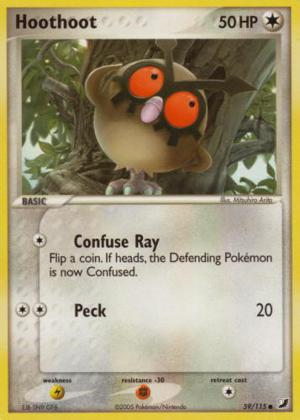 Hoothoot 50 HP
Illus. Mitsuhiro Arita
BASIC
Confuse Ray
Flip a coin. If heads, the Defending Pokémon
is now Confused.
Peck 20
weakness resistance -30 retreat cost
©2005 Pokémon/Nintendo 59/115